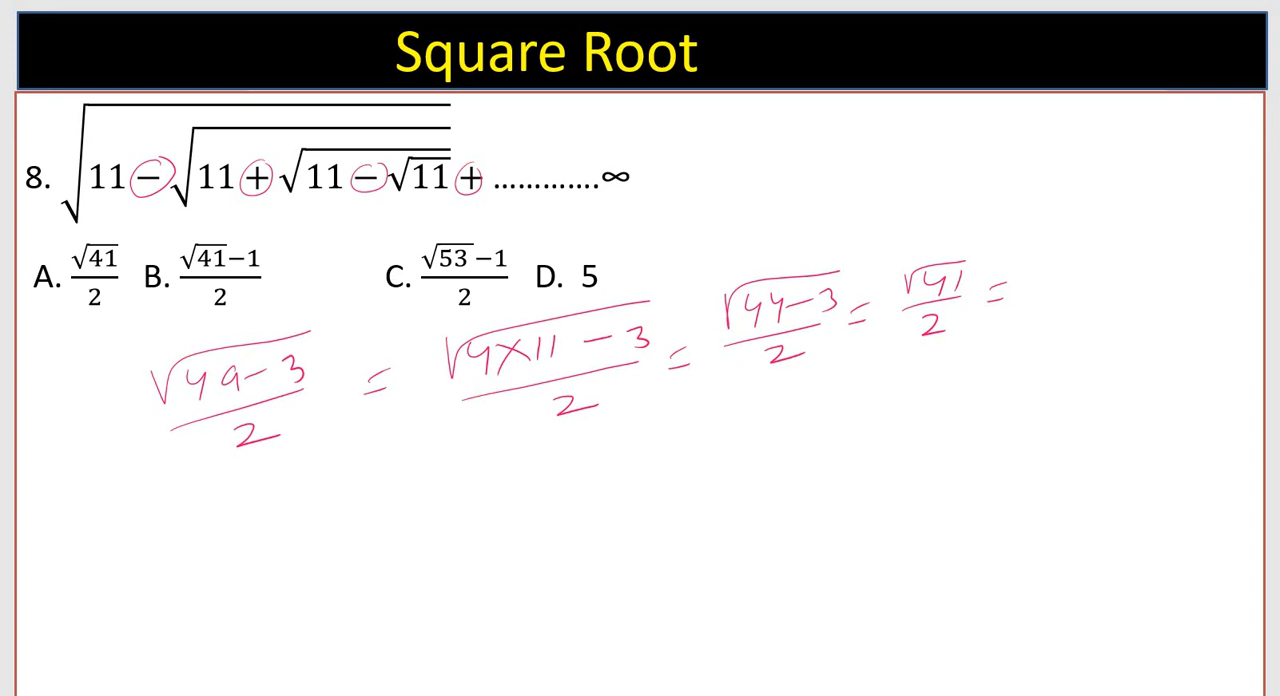 Square Root
8. √(11 − √(11 + √(11 − √11 + .............∞
A. √41/2 B. (√41−1)/2 C. (√53 −1)/2 D. 5
√(4a−3)/2 = √(4×11−3)/2 = √(44−3)/2 = √41/2 =